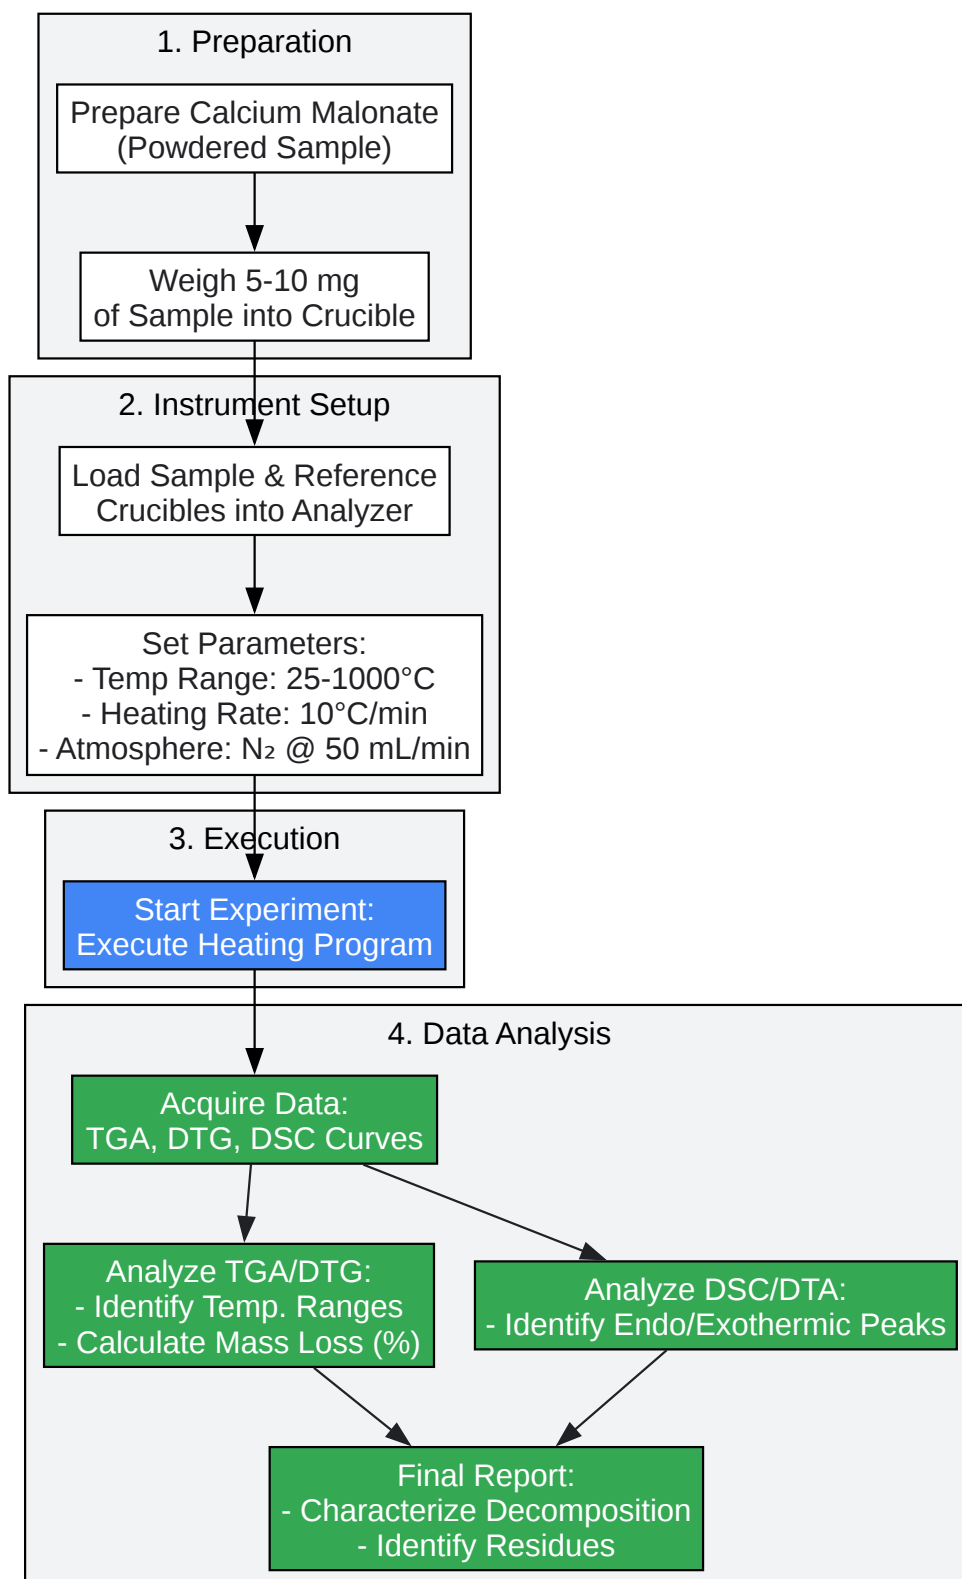 1. Preparation
Prepare Calcium Malonate
(Powdered Sample)
Weigh 5-10 mg
of Sample into Crucible
2. Instrument Setup
Load Sample & Reference
Crucibles into Analyzer
Set Parameters:
- Temp Range: 25-1000°C
- Heating Rate: 10°C/min
- Atmosphere: N₂ @ 50 mL/min
3. Execution
Start Experiment:
Execute Heating Program
4. Data Analysis
Acquire Data:
TGA, DTG, DSC Curves
Analyze TGA/DTG:
- Identify Temp. Ranges
- Calculate Mass Loss (%)
Analyze DSC/DTA:
- Identify Endo/Exothermic Peaks
Final Report:
- Characterize Decomposition
- Identify Residues